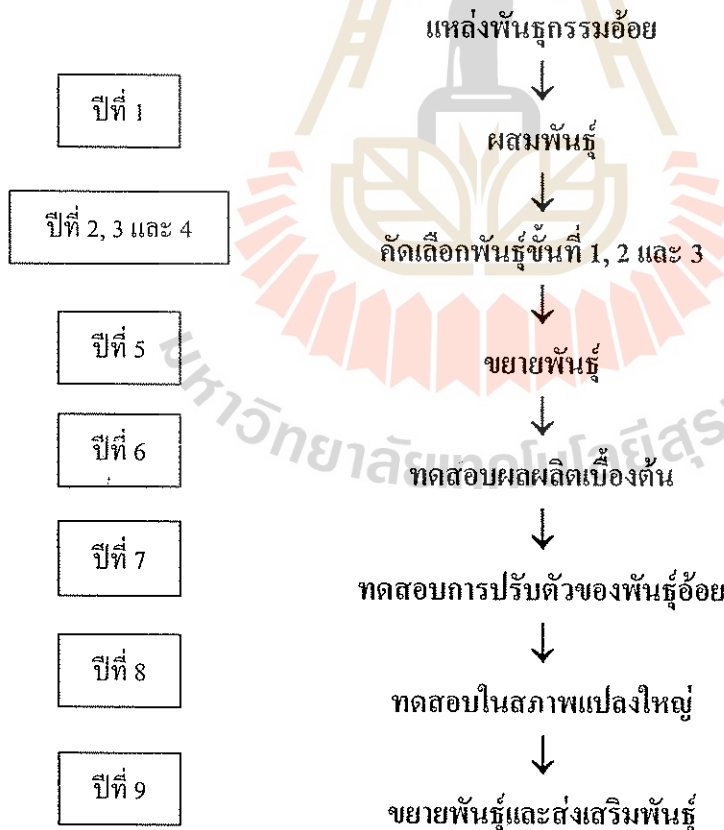 แหล่งพันธุกรรมอ้อย
ปีที่ 1
ผสมพันธุ์
ปีที่ 2, 3 และ 4
คัดเลือกพันธุ์ขั้นที่ 1, 2 และ 3
ปีที่ 5
ขยายพันธุ์
ปีที่ 6
ทดสอบผลผลิตเบื้องต้น
ปีที่ 7
ทดสอบการปรับตัวของพันธุ์อ้อย
ปีที่ 8
ทดสอบในสภาพแปลงใหญ่
ปีที่ 9
ขยายพันธุ์และส่งเสริมพันธุ์